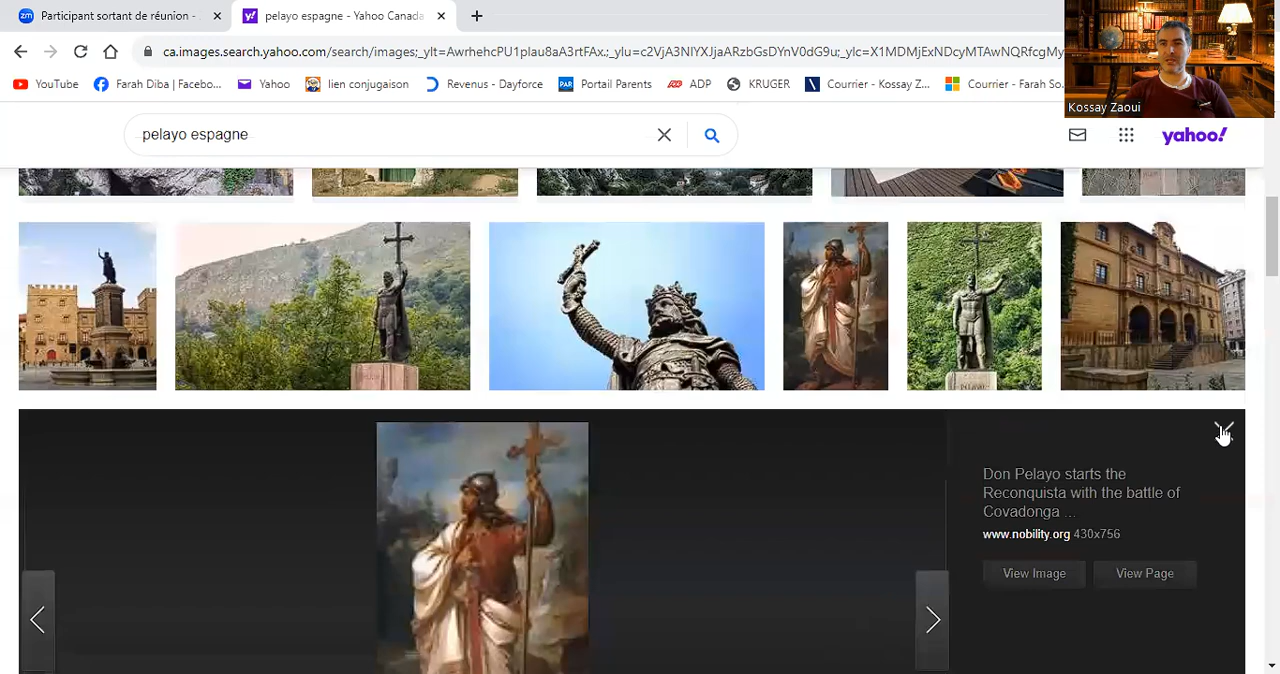 Participant sortant de réunion -
pelayo espagne - Yahoo Canada
ca.images.search.yahoo.com/search/images;_ylt=AwrhehcPU1plau8aA3rtFAx.;_ylu=c2VjA3NlYXJjaARzbGsDYnV0dG9u;_ylc=X1MDMjExNDcyMTAwNQRfcgMy
YouTube
Farah Diba | Faceboo...
Yahoo
lien conjugaison
Revenus - Dayforce
Portail Parents
ADP
KRUGER
Courrier - Kossay Z...
Courrier - Farah So
Kossay Zaoui
pelayo espagne
yahoo!
Don Pelayo starts the
Reconquista with the battle of
Covadonga ...
www.nobility.org 430x756
View Image
View Page